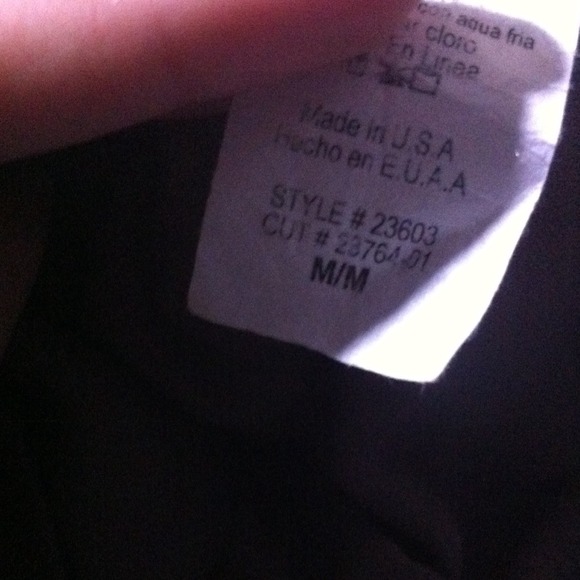 con agua fria
cloro
En Linea
Made in U.S.A
Hecho en E.U.A.A
STYLE # 23603
CUT # 23764-01
M/M